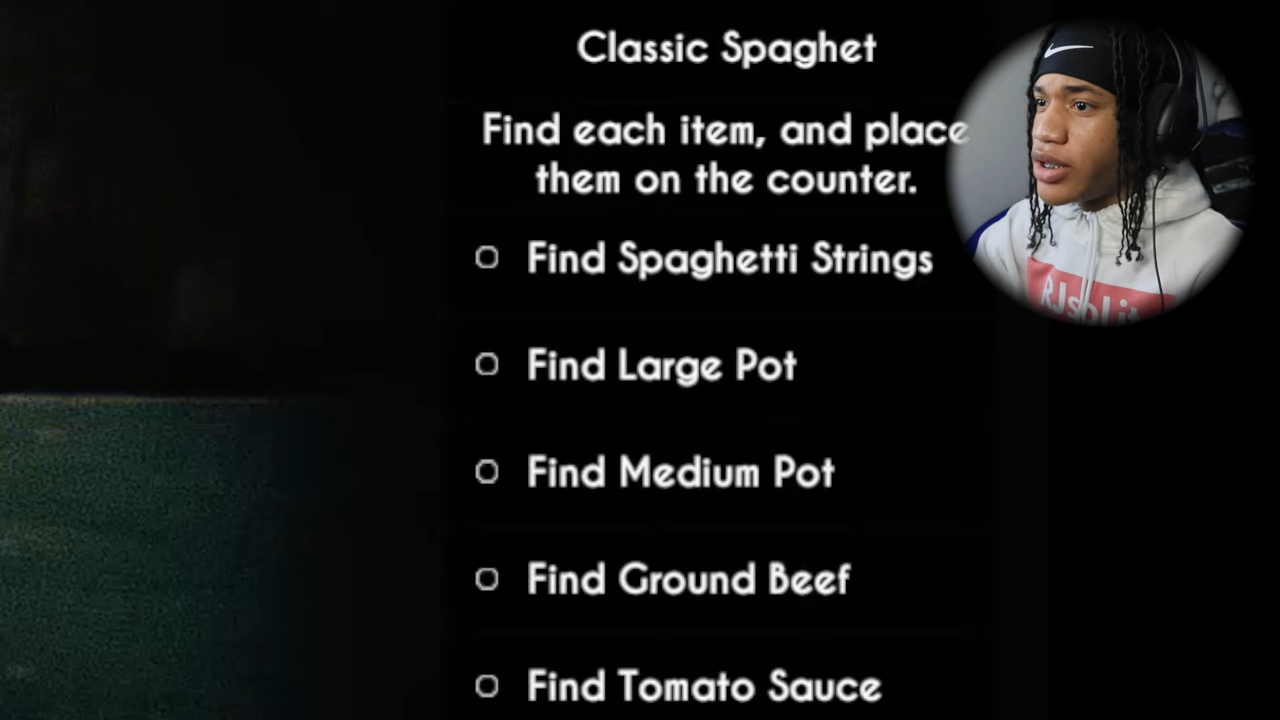 Classic Spaghet
Find each item, and place
them on the counter.
Find Spaghetti Strings
Find Large Pot
Find Medium Pot
Find Ground Beef
Find Tomato Sauce